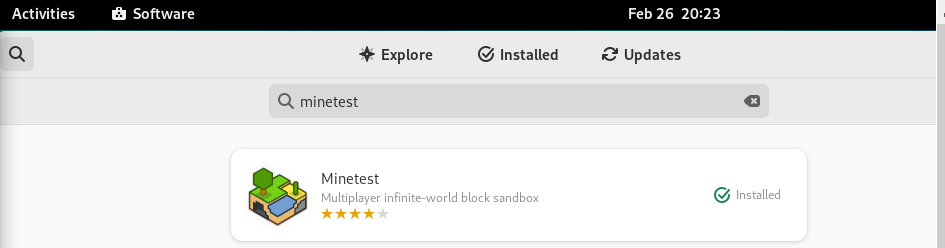 Activities Software Feb 26 20:23
Explore Installed Updates
minetest
Minetest
Multiplayer infinite-world block sandbox
Installed